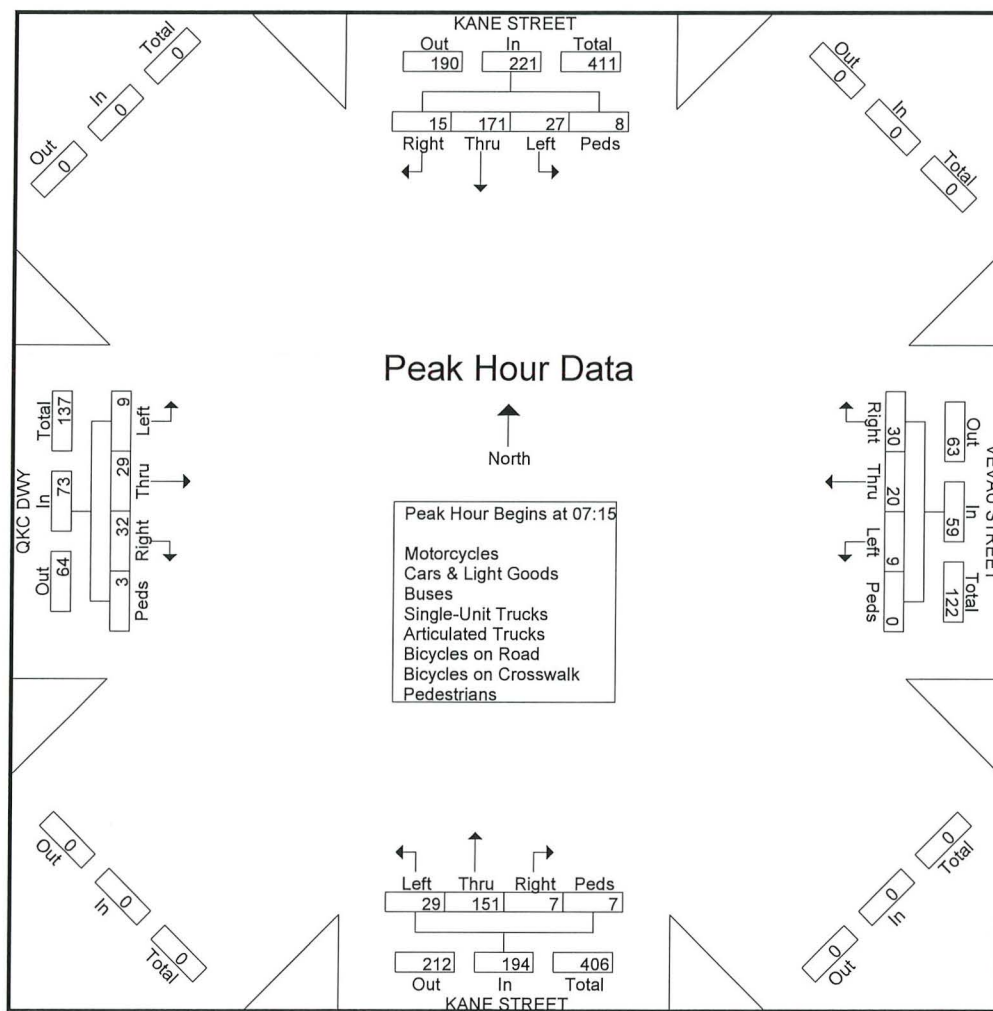 KANE STREET
Out In Total
190 221 411
15 171 27 8
Right Thru Left Peds
Out In Total
0 0 0
Out In Total
0 0 0
Peak Hour Data
North
Peak Hour Begins at 07:15
Motorcycles
Cars & Light Goods
Buses
Single-Unit Trucks
Articulated Trucks
Bicycles on Road
Bicycles on Crosswalk
Pedestrians
QKC DWY
Out In Total
64 73 137
3 32 29 9
Peds Right Thru Left
VEVAU STREET
Out In Total
63 59 122
30 20 9 0
Right Thru Left Peds
Out In Total
0 0 0
Out In Total
0 0 0
Left Thru Right Peds
29 151 7 7
212 194 406
Out In Total
KANE STREET